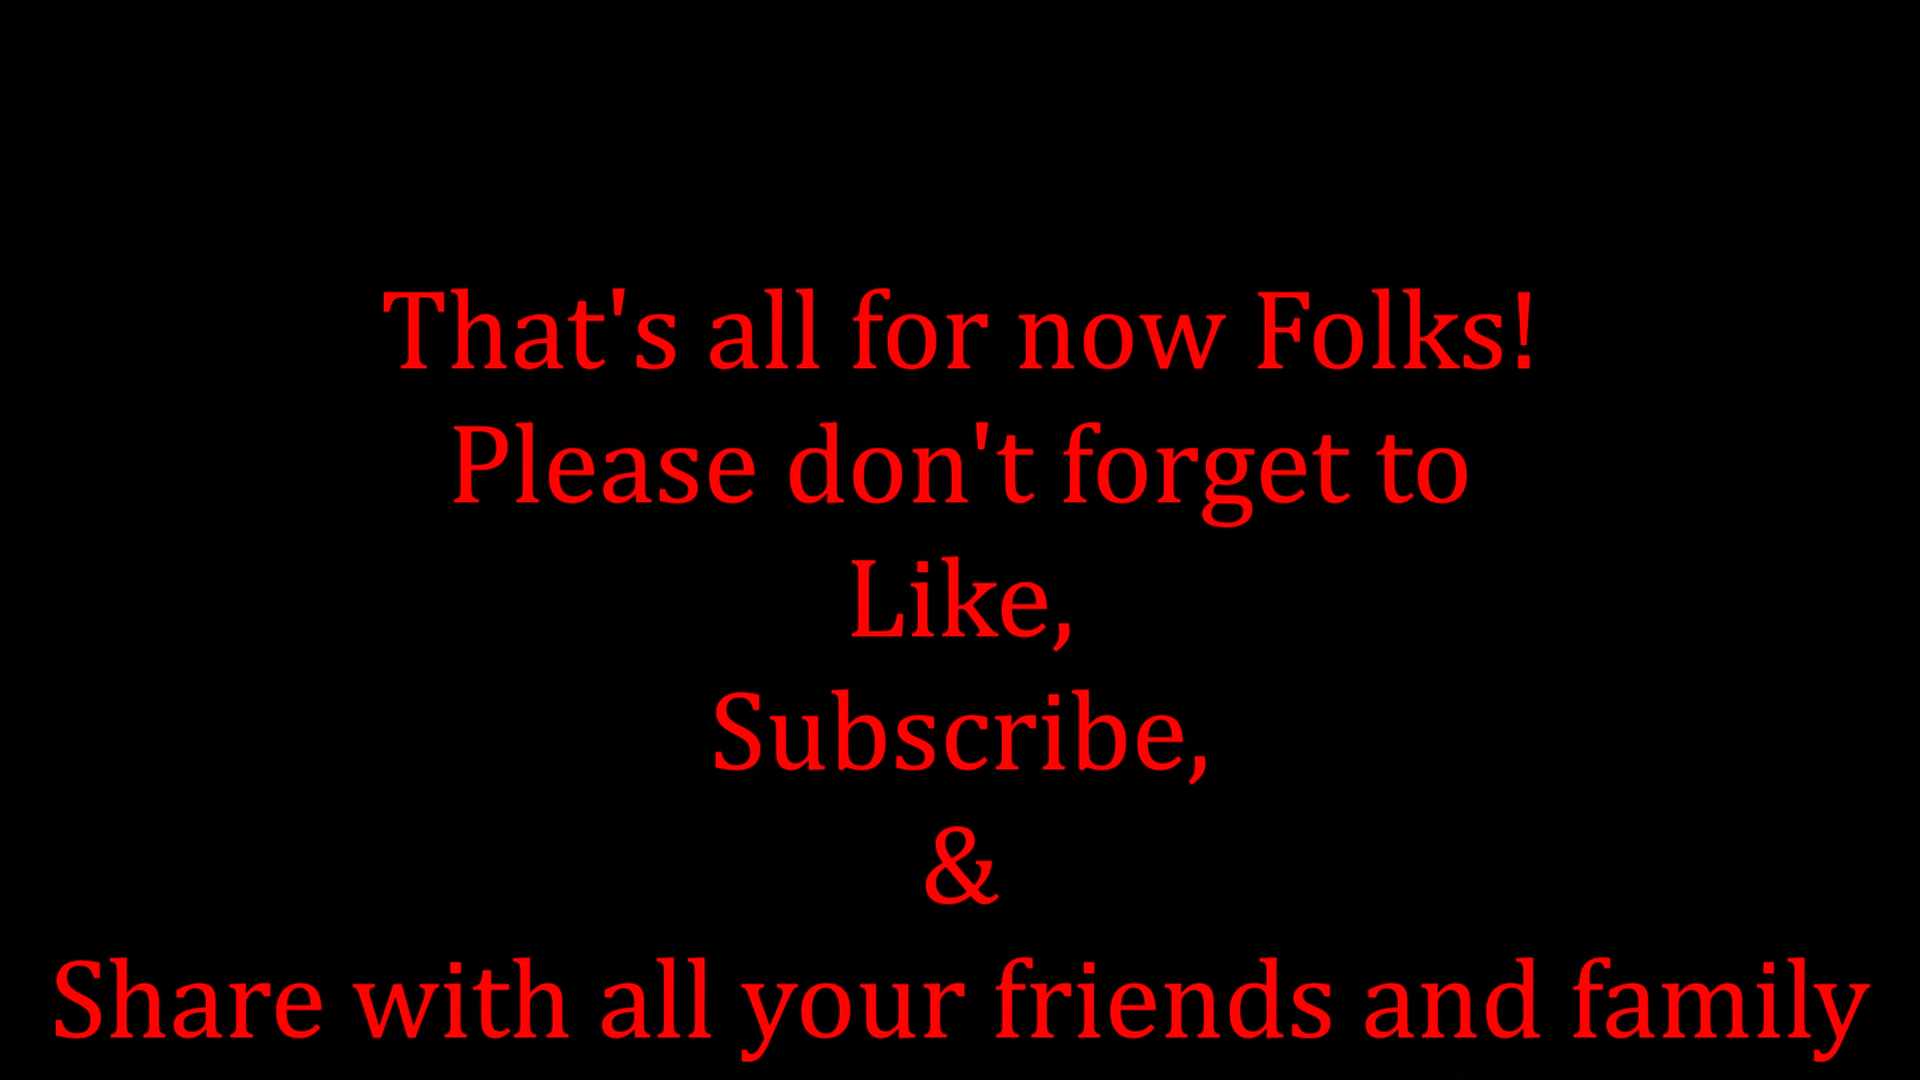 That's all for now Folks!
Please don't forget to
Like,
Subscribe,
&
Share with all your friends and family